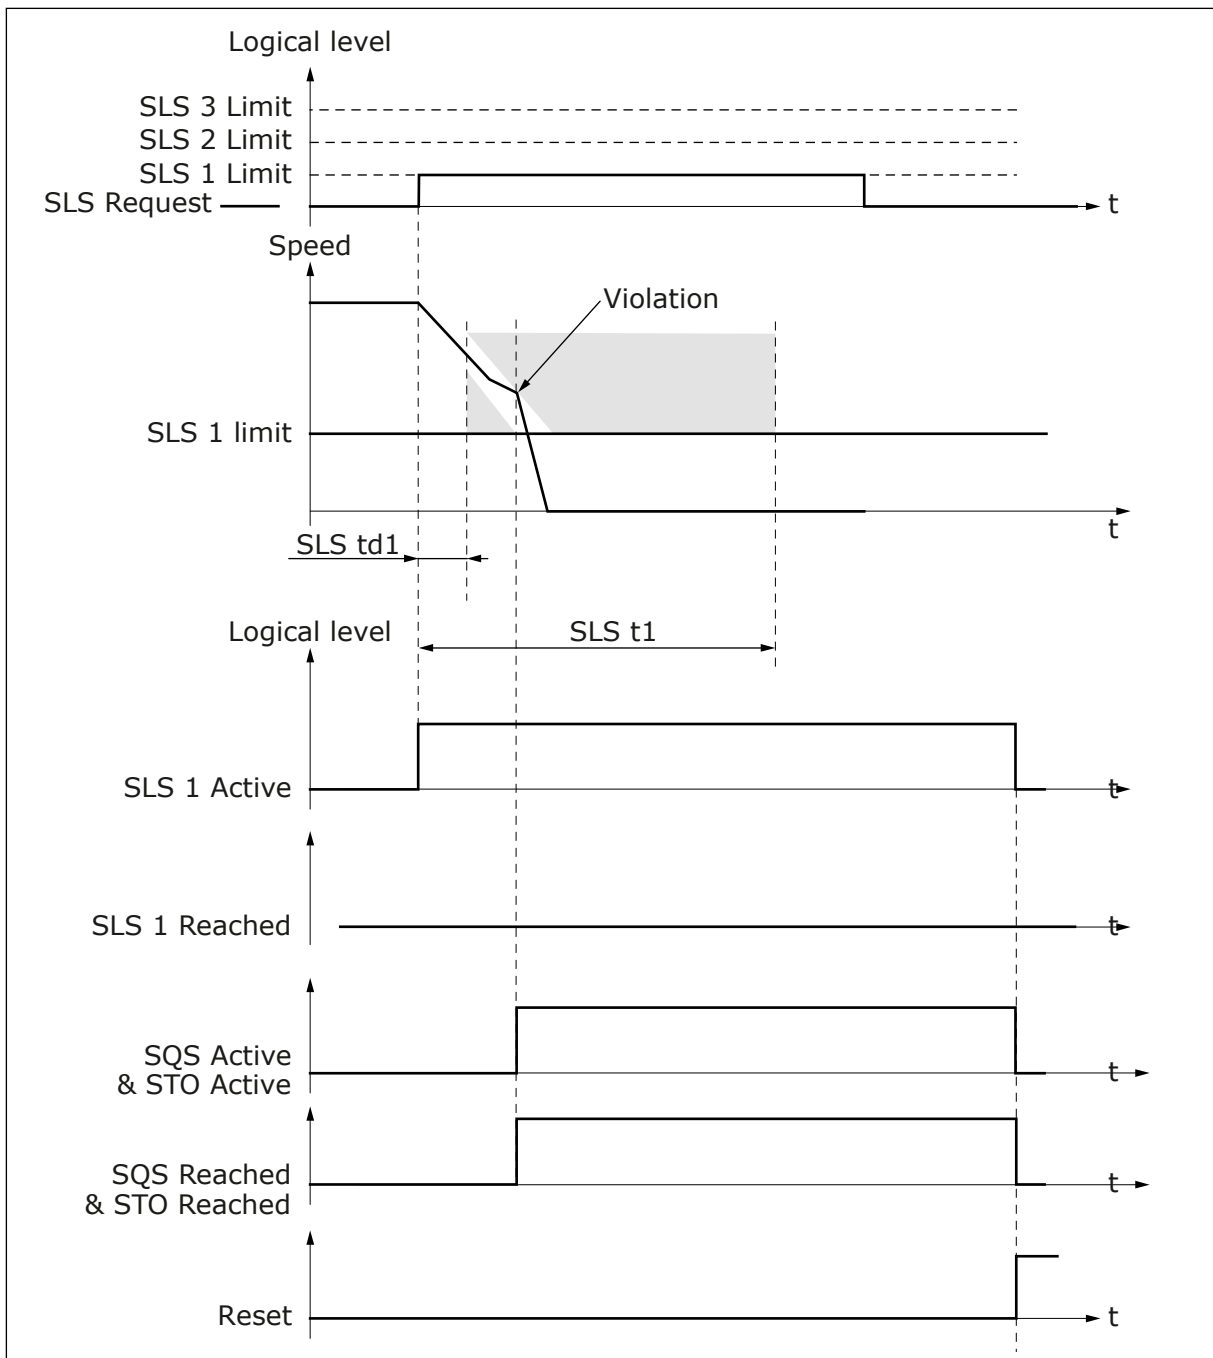 Logical level
SLS 3 Limit
SLS 2 Limit
SLS 1 Limit
SLS Request
t
Speed
Violation
SLS 1 limit
t
SLS td1
Logical level
SLS t1
SLS 1 Active
t
SLS 1 Reached
t
SQS Active
& STO Active
t
SQS Reached
& STO Reached
t
Reset
t